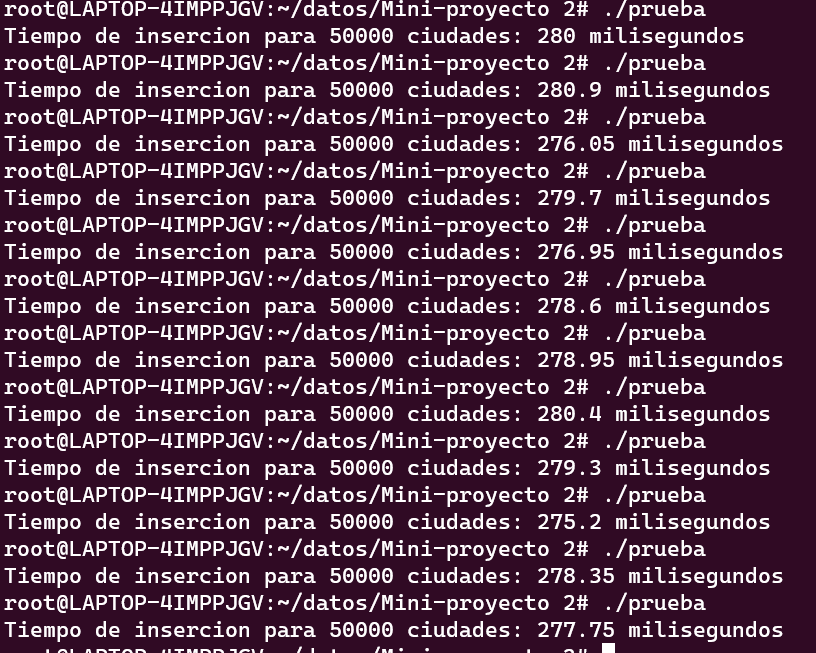 root@LAPTOP-4IMPPJGV:~/datos/Mini-proyecto 2# ./prueba
Tiempo de insercion para 50000 ciudades: 280 milisegundos
root@LAPTOP-4IMPPJGV:~/datos/Mini-proyecto 2# ./prueba
Tiempo de insercion para 50000 ciudades: 280.9 milisegundos
root@LAPTOP-4IMPPJGV:~/datos/Mini-proyecto 2# ./prueba
Tiempo de insercion para 50000 ciudades: 276.05 milisegundos
root@LAPTOP-4IMPPJGV:~/datos/Mini-proyecto 2# ./prueba
Tiempo de insercion para 50000 ciudades: 279.7 milisegundos
root@LAPTOP-4IMPPJGV:~/datos/Mini-proyecto 2# ./prueba
Tiempo de insercion para 50000 ciudades: 276.95 milisegundos
root@LAPTOP-4IMPPJGV:~/datos/Mini-proyecto 2# ./prueba
Tiempo de insercion para 50000 ciudades: 278.6 milisegundos
root@LAPTOP-4IMPPJGV:~/datos/Mini-proyecto 2# ./prueba
Tiempo de insercion para 50000 ciudades: 278.95 milisegundos
root@LAPTOP-4IMPPJGV:~/datos/Mini-proyecto 2# ./prueba
Tiempo de insercion para 50000 ciudades: 280.4 milisegundos
root@LAPTOP-4IMPPJGV:~/datos/Mini-proyecto 2# ./prueba
Tiempo de insercion para 50000 ciudades: 279.3 milisegundos
root@LAPTOP-4IMPPJGV:~/datos/Mini-proyecto 2# ./prueba
Tiempo de insercion para 50000 ciudades: 275.2 milisegundos
root@LAPTOP-4IMPPJGV:~/datos/Mini-proyecto 2# ./prueba
Tiempo de insercion para 50000 ciudades: 278.35 milisegundos
root@LAPTOP-4IMPPJGV:~/datos/Mini-proyecto 2# ./prueba
Tiempo de insercion para 50000 ciudades: 277.75 milisegundos